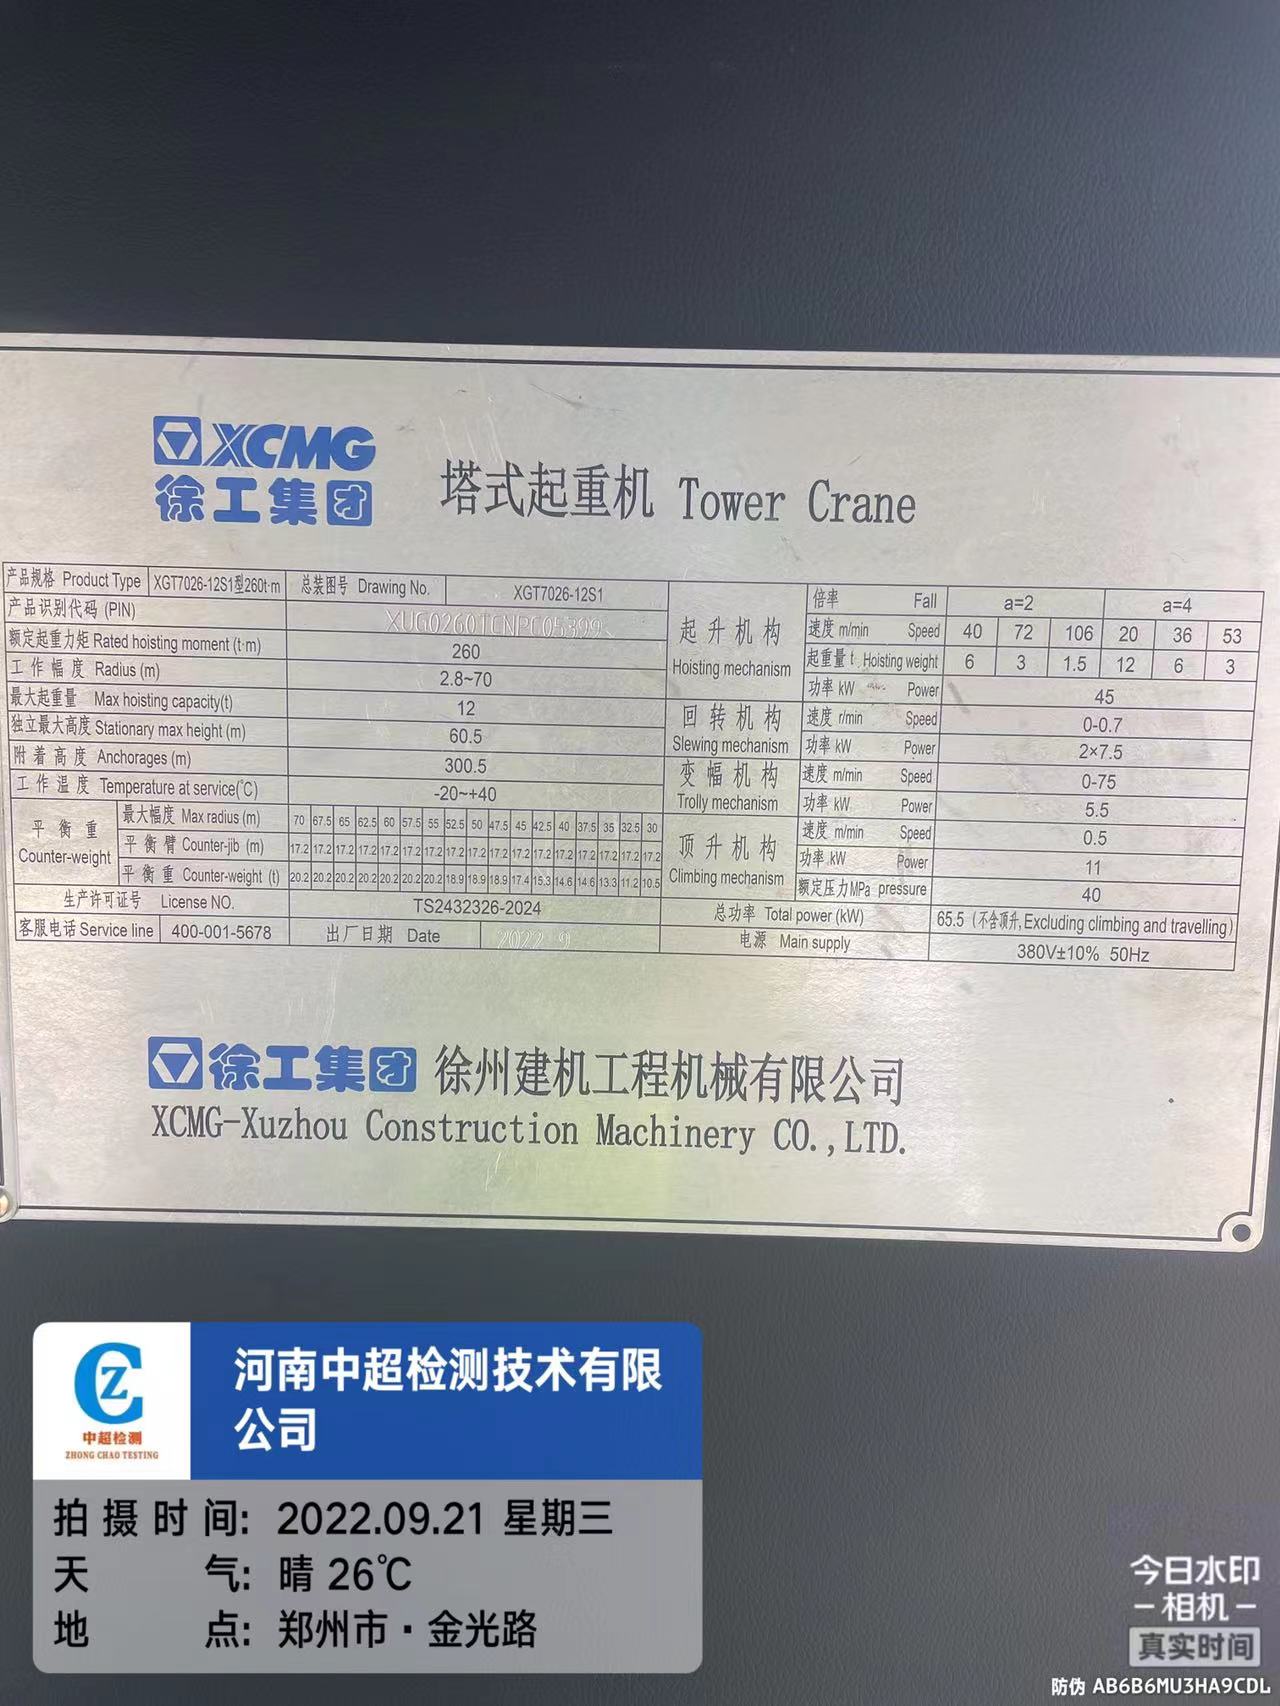 XCMG
徐工集团
塔式起重机 Tower Crane
产品规格 Product Type XGT7026-12S1型260t·m 总装图号 Drawing No. XGT7026-12S1
产品识别代码 (PIN)
额定起重力矩 Rated hoisting moment (t·m) 260
工作幅度 Radius (m) 2.8~70
最大起重量 Max hoisting capacity(t) 12
独立最大高度 Stationary max height (m) 60.5
附着高度 Anchorages (m) 300.5
工作温度 Temperature at service(℃) -20~+40
平衡重 Counter-weight
最大幅度 Max radius (m) 70 67.5 65 62.5 60 57.5 55 52.5 50 47.5 45 42.5 40 37.5 35 32.5 30
平衡臂 Counter-jib (m) 17.2 17.2 17.2 17.2 17.2 17.2 17.2 17.2 17.2 17.2 17.2 17.2 17.2 17.2 17.2 17.2 17.2
平衡重 Counter-weight (t) 20.2 20.2 20.2 20.2 20.2 20.2 20.2 18.9 18.9 18.9 17.4 15.3 14.6 14.6 13.3 11.2 10.5
生产许可证号 License NO. TS2432326-2024
客服电话 Service line 400-001-5678 出厂日期 Date 2022.9
起升机构 Hoisting mechanism
倍率 Fall a=2 a=4
速度 m/min Speed 40 72 106 20 36 53
起重量 t Hoisting weight 6 3 1.5 12 6 3
功率 kW Power 45
回转机构 Slewing mechanism
速度 r/min Speed 0-0.7
功率 kW Power 2×7.5
变幅机构 Trolly mechanism
速度 m/min Speed 0-75
功率 kW Power 5.5
顶升机构 Climbing mechanism
速度 m/min Speed 0.5
功率 kW Power 11
额定压力MPa pressure 40
总功率 Total power (kW) 65.5 (不含顶升, Excluding climbing and travelling)
电源 Main supply 380V±10% 50Hz
徐工集团 徐州建机工程机械有限公司
XCMG-Xuzhou Construction Machinery CO.,LTD.
CZ
中超检测
ZHONG CHAO TESTING
河南中超检测技术有限
公司
拍摄时间: 2022.09.21 星期三
天气: 晴 26℃
地点: 郑州市·金光路
今日水印
-相机-
真实时间
防伪 AB6B6MU3HA9CDL